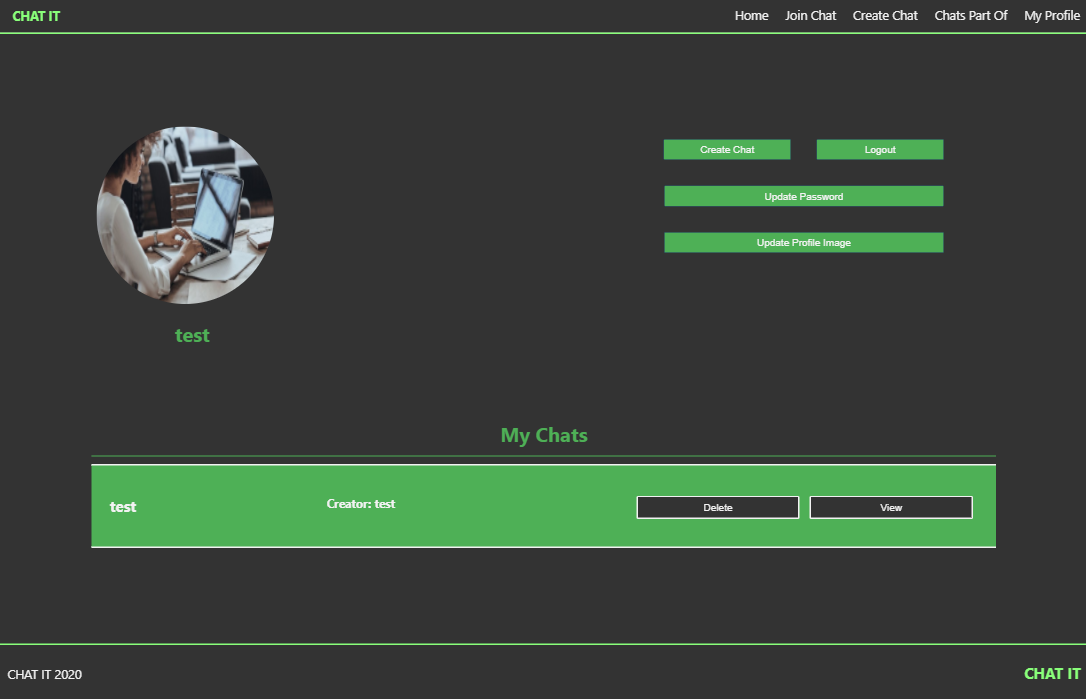 CHAT IT
Home Join Chat Create Chat Chats Part Of My Profile
Create Chat Logout
Update Password
Update Profile Image
test
My Chats
test Creator: test Delete View
CHAT IT 2020 CHAT IT